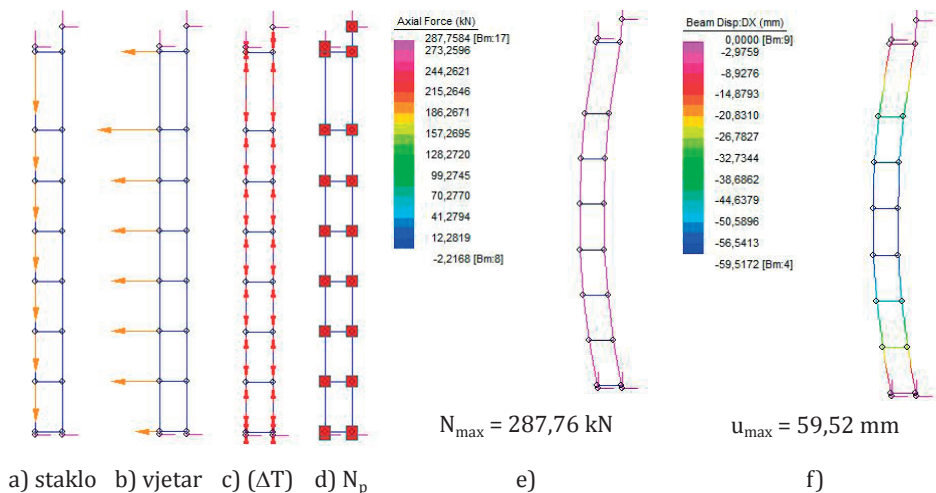 Axial Force (kN)
287,7584 [Bm:17]
273,2596
244,2621
215,2646
186,2671
157,2695
128,2720
99,2745
70,2770
41,2794
12,2819
-2,2168 [Bm:8]
Beam Disp:DX (mm)
0,0000 [Bm:9]
-2,9759
-8,9276
-14,8793
-20,8310
-26,7827
-32,7344
-38,6862
-44,6379
-50,5896
-56,5413
-59,5172 [Bm:4]
Nmax = 287,76 kN
umax = 59,52 mm
a) staklo
b) vjetar
c) (ΔT)
d) Np
e)
f)